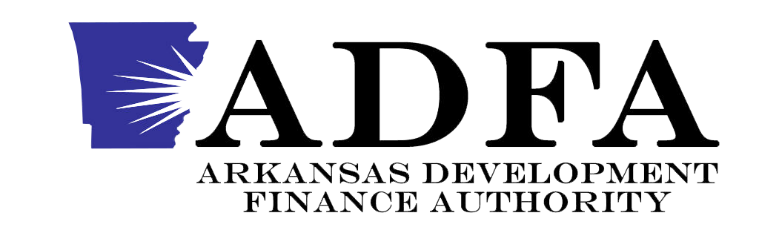 ADFA
ARKANSAS DEVELOPMENT
FINANCE AUTHORITY